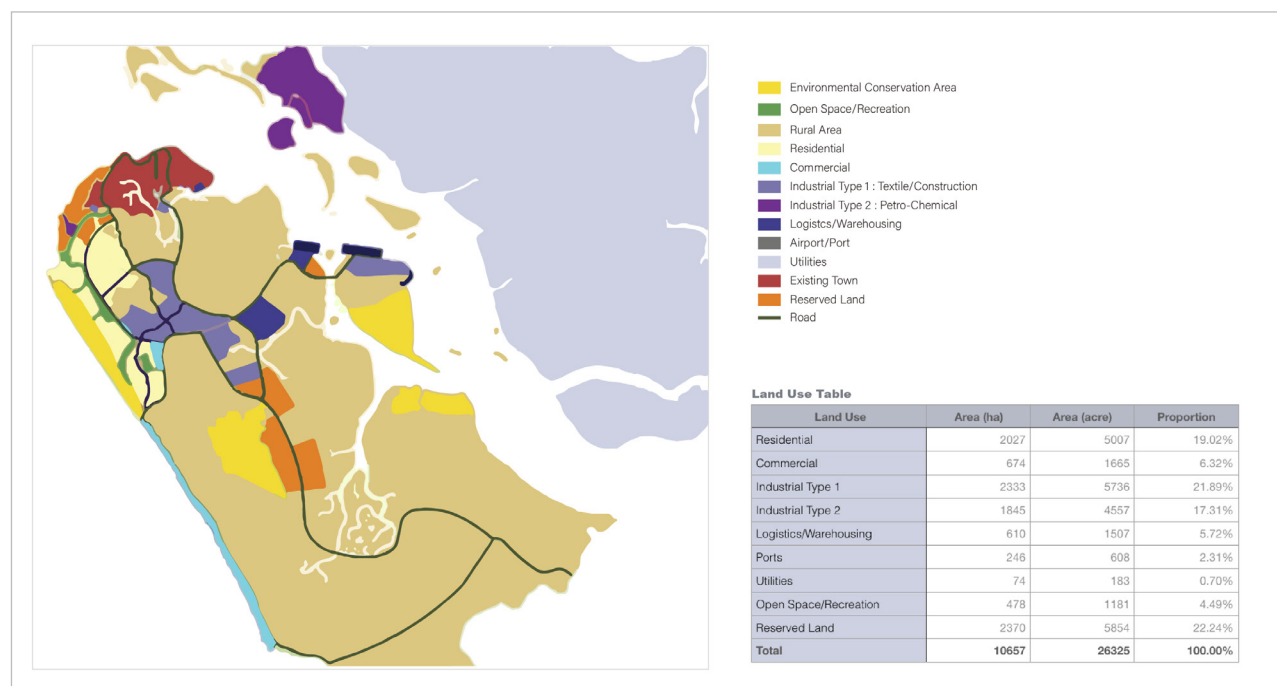 Environmental Conservation Area
Open Space/Recreation
Rural Area
Residential
Commercial
Industrial Type 1 : Textile/Construction
Industrial Type 2 : Petro-Chemical
Logistcs/Warehousing
Airport/Port
Utilities
Existing Town
Reserved Land
Road
Land Use Table
Land Use Area (ha) Area (acre) Proportion
Residential 2027 5007 19.02%
Commercial 674 1665 6.32%
Industrial Type 1 2333 5736 21.89%
Industrial Type 2 1845 4557 17.31%
Logistics/Warehousing 610 1507 5.72%
Ports 246 608 2.31%
Utilities 74 183 0.70%
Open Space/Recreation 478 1181 4.49%
Reserved Land 2370 5854 22.24%
Total 10657 26325 100.00%